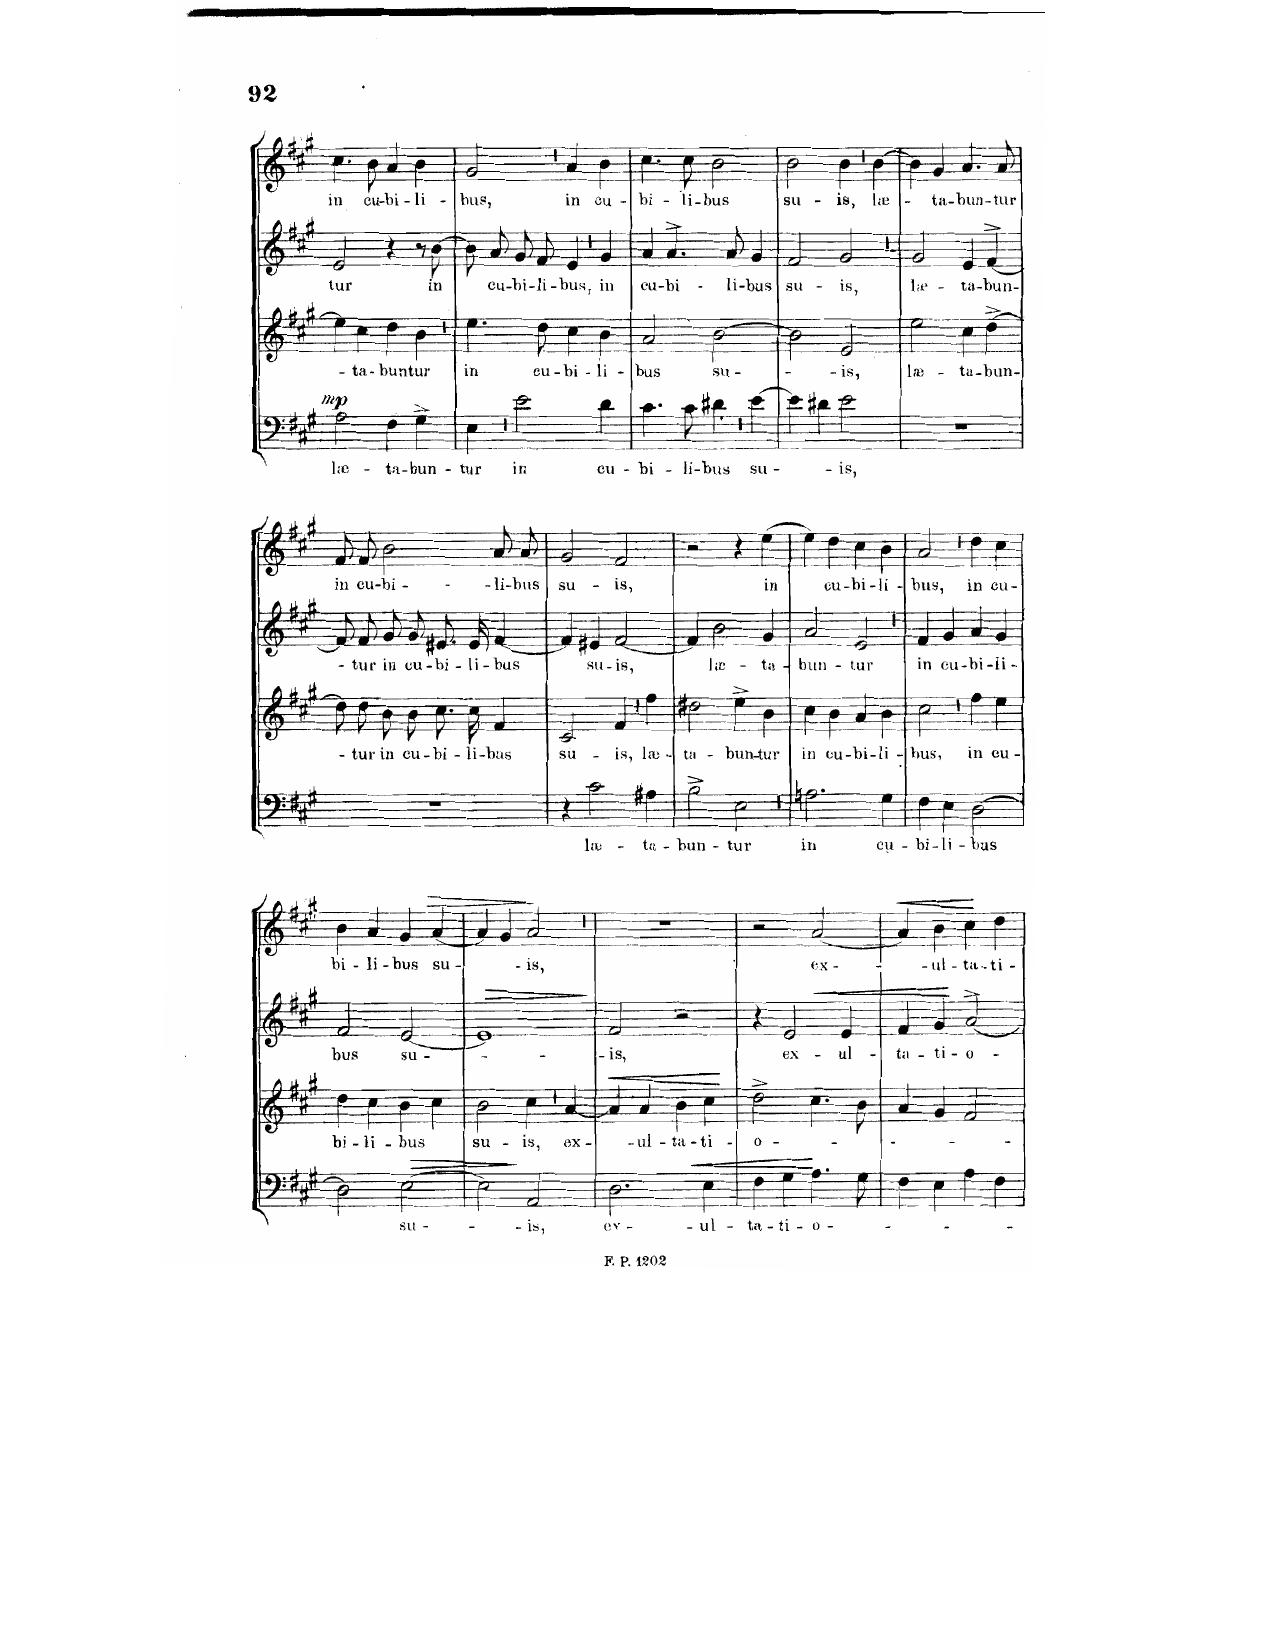 92
in cu-bi-li-bus, in cu-bi-li-bus su-is, læ-ta-bun-tur
tur in cu-bi-li-bus, in cu-bi-li-bus su-is, læ-ta-bun-
-ta-buntur in cu-bi-li-bus su--is, læ-ta-bun-
mp
læ-ta-bun-tur in cu-bi-li-bus su--is,
in cu-bi--li-bus su-is, in cu-bi-li-bus, in cu-
-tur in cu-bi-li-bus su-is, læ-ta-bun-tur in cu-bi-li-
-tur in cu-bi-li-bus su-is, læ-ta-bun-tur in cu-bi-li-bus, in cu-
læ-ta-bun-tur in cu-bi-li-bus
bi-li-bus su--is, ex--ul-ta-ti-
bus su---is, ex-ul-ta-ti-o-
bi-li-bus su-is, ex--ul-ta-ti-o----
su--is, ex--ul-ta-ti-o----
F. P. 1202